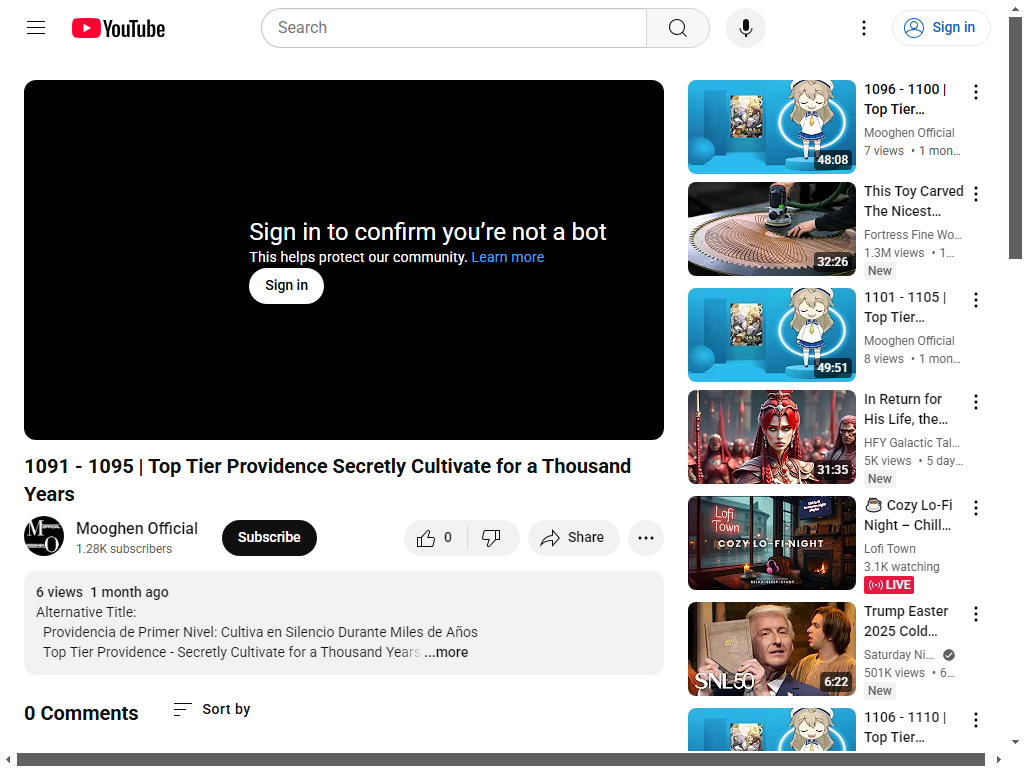 YouTube
Search
Sign in
Sign in to confirm you’re not a bot
This helps protect our community. Learn more
Sign in
1091 - 1095 | Top Tier Providence Secretly Cultivate for a Thousand
Years
Mooghen Official
1.28K subscribers
Subscribe
0
Share
6 views 1 month ago
Alternative Title:
Providencia de Primer Nivel: Cultiva en Silencio Durante Miles de Años
Top Tier Providence - Secretly Cultivate for a Thousand Years ...more
0 Comments
Sort by
48:08
1096 - 1100 |
Top Tier…
Mooghen Official
7 views • 1 mon…
32:26
This Toy Carved
The Nicest…
Fortress Fine Wo…
1.3M views • 1…
New
49:51
1101 - 1105 |
Top Tier…
Mooghen Official
8 views • 1 mon…
31:35
In Return for
His Life, the…
HFY Galactic Tal…
5K views • 5 day…
New
Lofi
Town
COZY LO-FI NIGHT
☕ Cozy Lo-Fi
Night – Chill…
Lofi Town
3.1K watching
LIVE
SNL50
6:22
Trump Easter
2025 Cold…
Saturday Ni…
501K views • 6…
New
1106 - 1110 |
Top Tier…